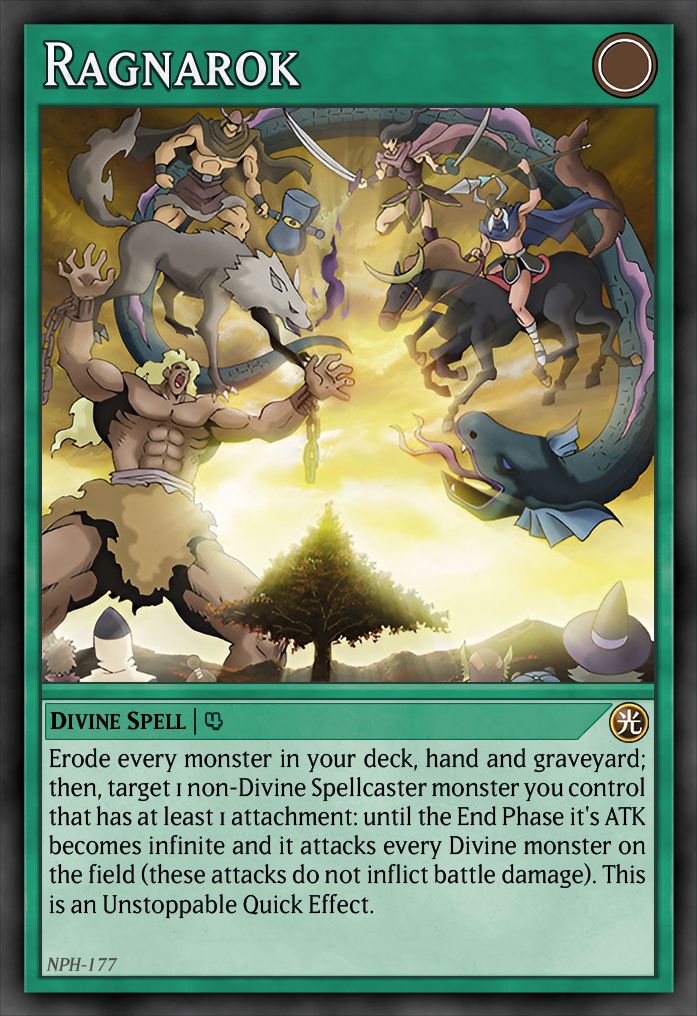 RAGNAROK
DIVINE SPELL |
光
Erode every monster in your deck, hand and graveyard;
then, target 1 non-Divine Spellcaster monster you control
that has at least 1 attachment: until the End Phase it's ATK
becomes infinite and it attacks every Divine monster on
the field (these attacks do not inflict battle damage). This
is an Unstoppable Quick Effect.
NPH-177